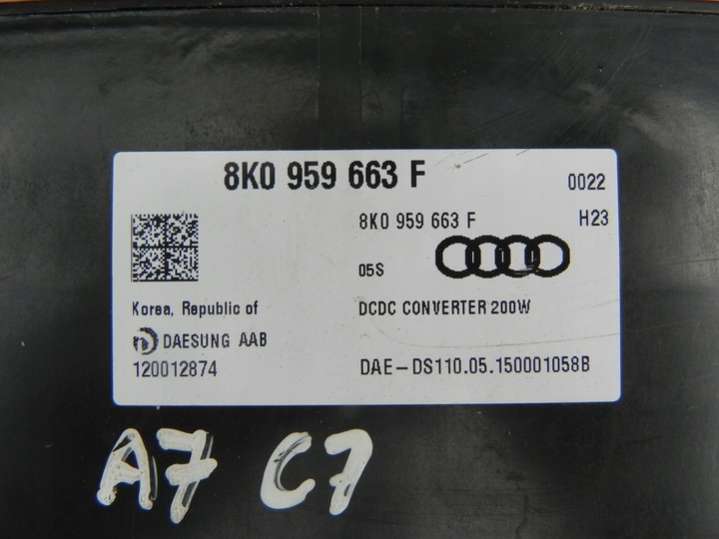 8K0 959 663 F 0022
8K0 959 663 F H23
05S
Korea, Republic of DCDC CONVERTER 200W
DAESUNG AAB
120012874 DAE-DS110.05.150001058B
A7 C7